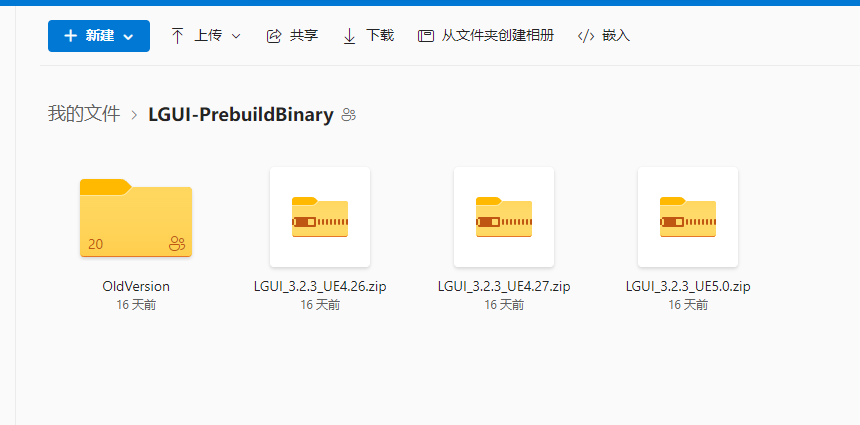 新建 上传 共享 下载 从文件夹创建相册 嵌入
我的文件 > LGUI-PrebuildBinary
20
OldVersion LGUI_3.2.3_UE4.26.zip LGUI_3.2.3_UE4.27.zip LGUI_3.2.3_UE5.0.zip
16 天前 16 天前 16 天前 16 天前